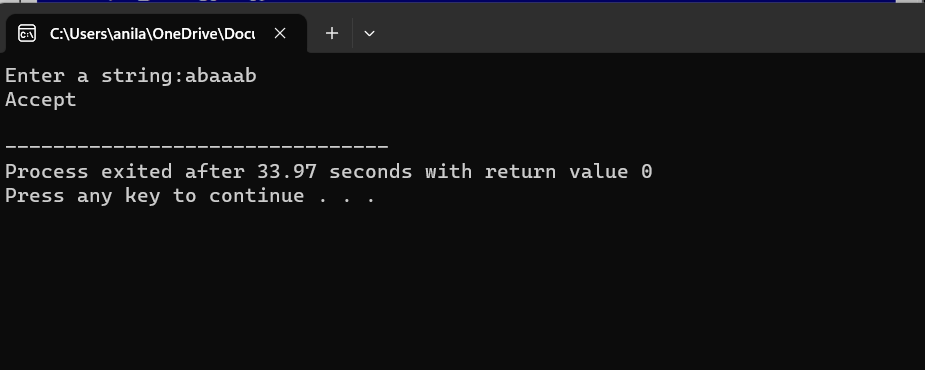 C:\Users\anila\OneDrive\Docu
Enter a string:abaaab
Accept
--------------------------------
Process exited after 33.97 seconds with return value 0
Press any key to continue . . .